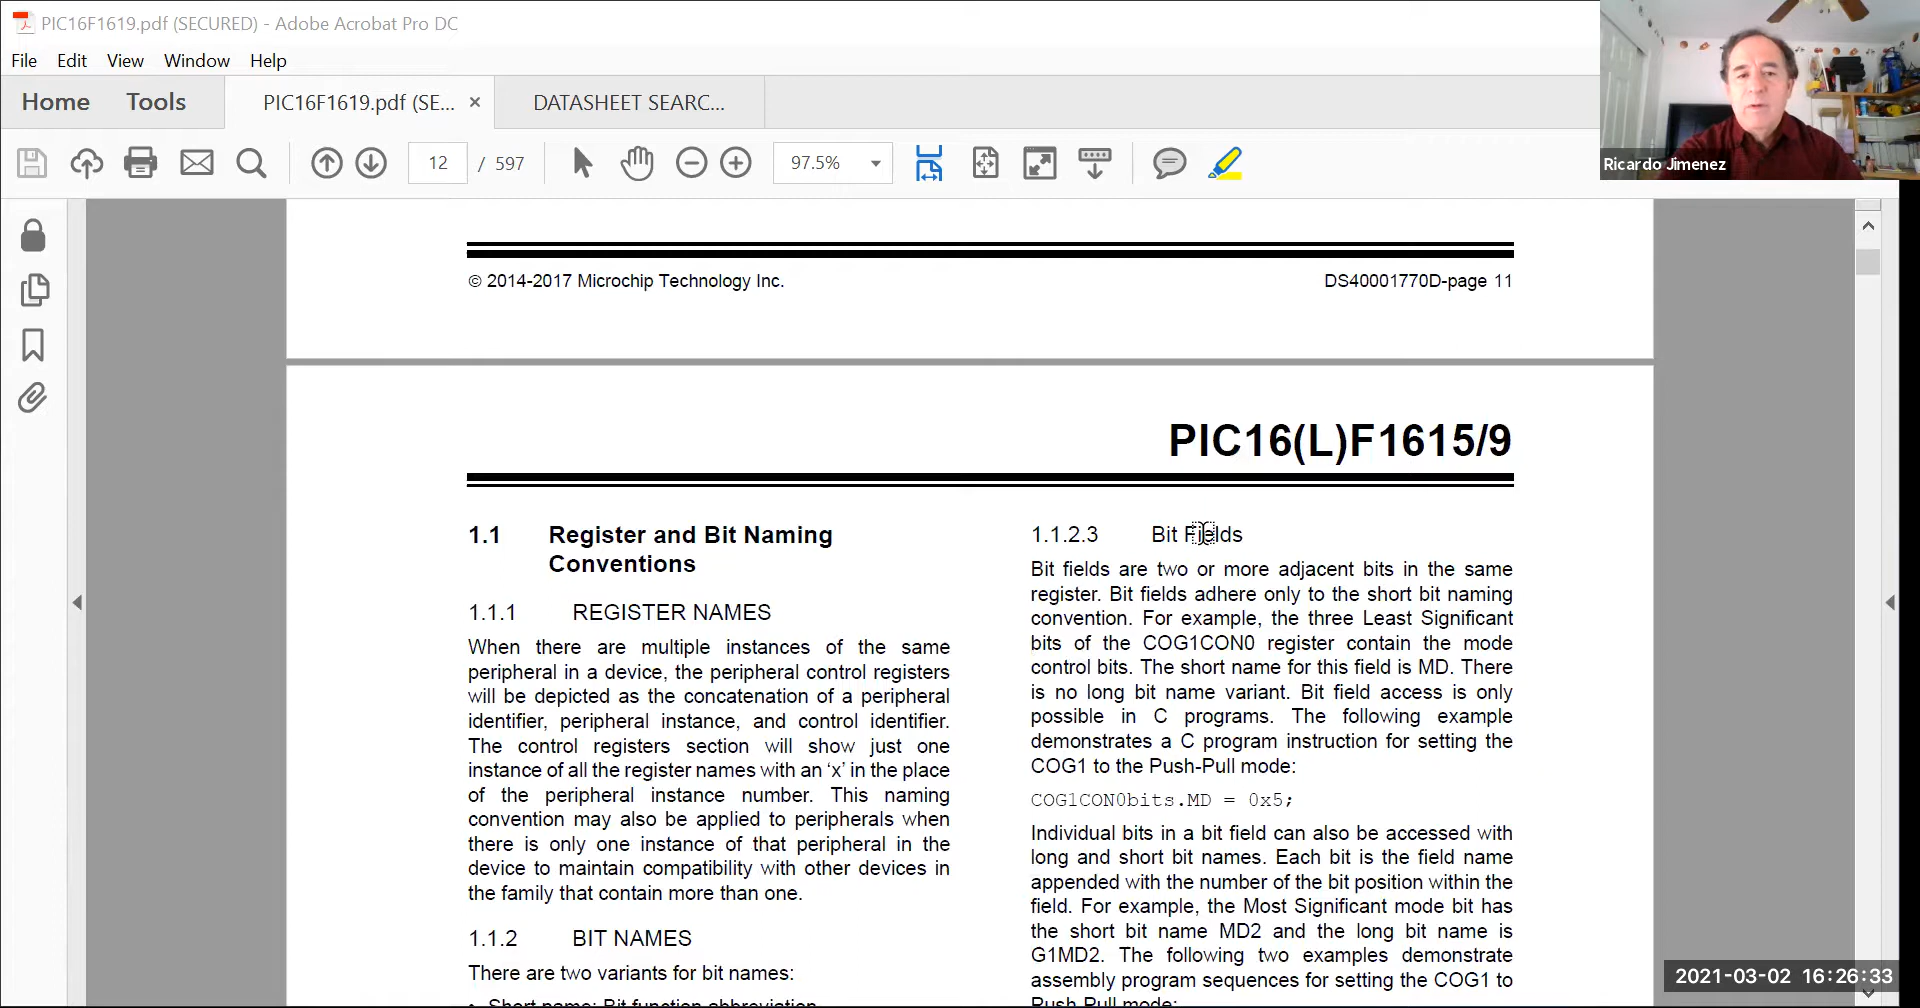 PIC16F1619.pdf (SECURED) - Adobe Acrobat Pro DC
File Edit View Window Help
Home Tools PIC16F1619.pdf (SE... × DATASHEET SEARC...
12 / 597 97.5%
Ricardo Jimenez
© 2014-2017 Microchip Technology Inc. DS40001770D-page 11
PIC16(L)F1615/9
1.1 Register and Bit Naming
Conventions
1.1.1 REGISTER NAMES
When there are multiple instances of the same
peripheral in a device, the peripheral control registers
will be depicted as the concatenation of a peripheral
identifier, peripheral instance, and control identifier.
The control registers section will show just one
instance of all the register names with an ‘x’ in the place
of the peripheral instance number. This naming
convention may also be applied to peripherals when
there is only one instance of that peripheral in the
device to maintain compatibility with other devices in
the family that contain more than one.
1.1.2 BIT NAMES
There are two variants for bit names:
• Short name: Bit function abbreviation
1.1.2.3 Bit Fields
Bit fields are two or more adjacent bits in the same
register. Bit fields adhere only to the short bit naming
convention. For example, the three Least Significant
bits of the COG1CON0 register contain the mode
control bits. The short name for this field is MD. There
is no long bit name variant. Bit field access is only
possible in C programs. The following example
demonstrates a C program instruction for setting the
COG1 to the Push-Pull mode:
COG1CON0bits.MD = 0x5;
Individual bits in a bit field can also be accessed with
long and short bit names. Each bit is the field name
appended with the number of the bit position within the
field. For example, the Most Significant mode bit has
the short bit name MD2 and the long bit name is
G1MD2. The following two examples demonstrate
assembly program sequences for setting the COG1 to
Push-Pull mode:
2021-03-02 16:26:33